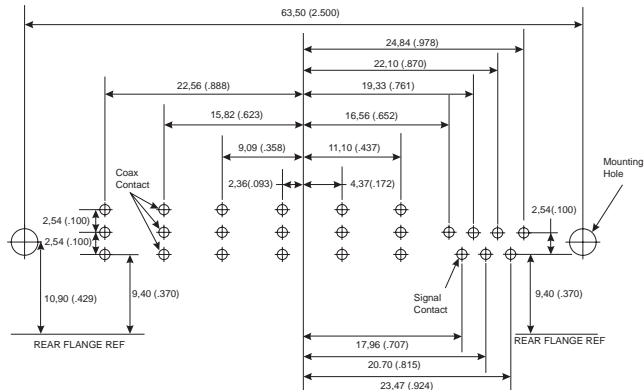 63,50 (2.500)
24,84 (.978)
22,10 (.870)
22,56 (.888)
19,33 (.761)
15,82 (.623)
16,56 (.652)
9,09 (.358)
11,10 (.437)
Coax
Contact
2,36(.093)
4,37(.172)
Mounting
Hole
2,54 (.100)
2,54 (.100)
2,54(.100)
10,90 (.429)
9,40 (.370)
Signal
Contact
9,40 (.370)
REAR FLANGE REF
17,96 (.707)
REAR FLANGE REF
20.70 (.815)
23,47 (.924)